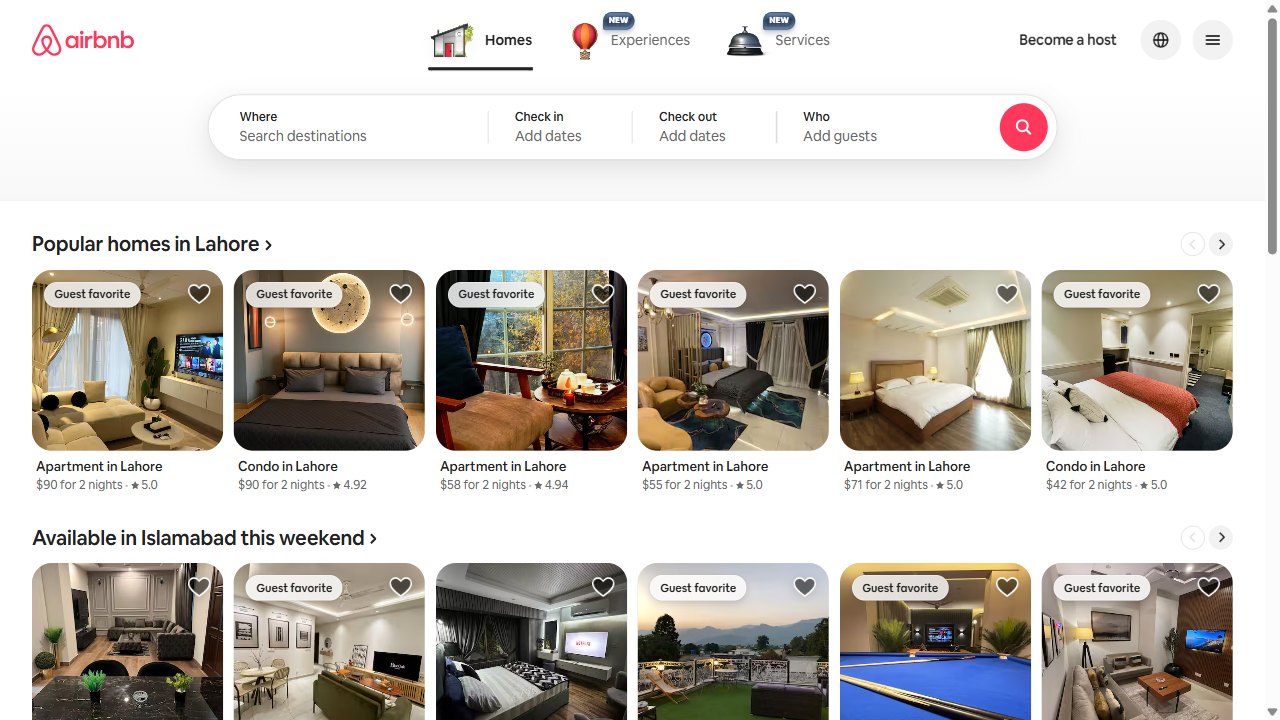 airbnb
Homes
NEW
Experiences
NEW
Services
Become a host
Where
Search destinations
Check in
Add dates
Check out
Add dates
Who
Add guests
Popular homes in Lahore
Guest favorite
Guest favorite
Guest favorite
Guest favorite
Guest favorite
Apartment in Lahore
$90 for 2 nights · ★ 5.0
Condo in Lahore
$90 for 2 nights · ★ 4.92
Apartment in Lahore
$58 for 2 nights · ★ 4.94
Apartment in Lahore
$55 for 2 nights · ★ 5.0
Apartment in Lahore
$71 for 2 nights · ★ 5.0
Condo in Lahore
$42 for 2 nights · ★ 5.0
Available in Islamabad this weekend
Guest favorite
Guest favorite
Guest favorite
Guest favorite
NETFLIX